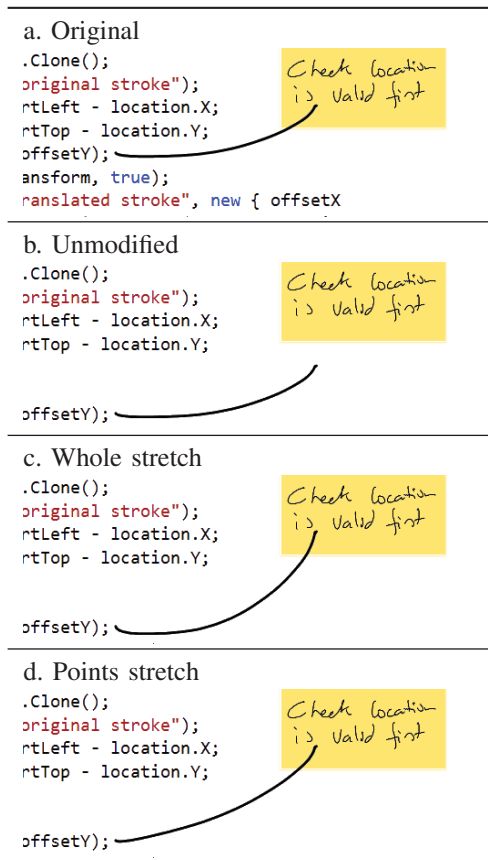 a. Original
.Clone();
original stroke");
rtLeft - location.X;
rtTop - location.Y;
offsetY);
ansform, true);
ranslated stroke", new { offsetX
Check location
is valid first
b. Unmodified
.Clone();
original stroke");
rtLeft - location.X;
rtTop - location.Y;
offsetY);
Check location
is valid first
c. Whole stretch
.Clone();
original stroke");
rtLeft - location.X;
rtTop - location.Y;
offsetY);
Check location
is valid first
d. Points stretch
.Clone();
original stroke");
rtLeft - location.X;
rtTop - location.Y;
offsetY);
Check location
is valid first